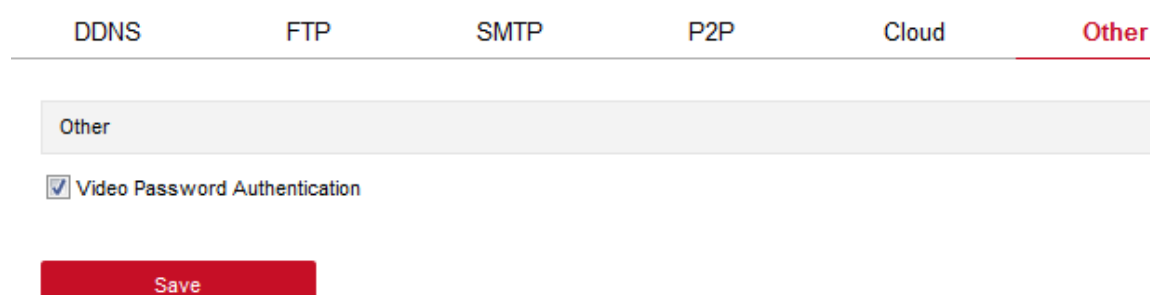 DDNS FTP SMTP P2P Cloud Other
Other
Video Password Authentication
Save